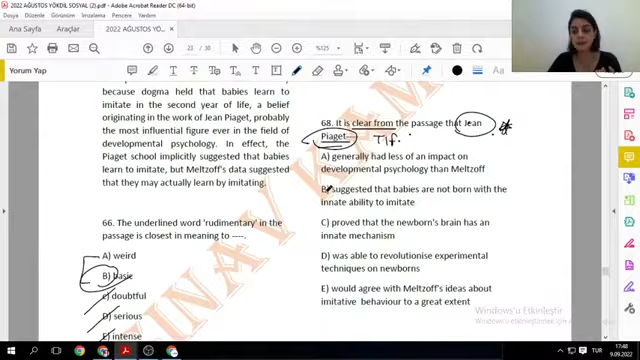 2022 AĞUSTOS YÖKDİL SOSYAL (2).pdf - Adobe Acrobat Reader DC (64-bit)
Dosya Düzenle Görüntüle İmzala Pencere Yardım
Ana Sayfa Araçlar 2022 AĞUSTOS YÖ...
23 / 30 %125
Yorum Yap
because dogma held that babies learn to
imitate in the second year of life, a belief
originating in the work of Jean Piaget, probably
the most influential figure ever in the field of
developmental psychology. In effect, the
Piaget school implicitly suggested that babies
learn to imitate, but Meltzoff's data suggested
that they may actually learn by imitating.
66. The underlined word 'rudimentary' in the
passage is closest in meaning to ----.
A) weird
B) basic
C) doubtful
D) serious
E) intense
68. It is clear from the passage that Jean
Piaget----
A) generally had less of an impact on
developmental psychology than Meltzoff
B) suggested that babies are not born with the
innate ability to imitate
C) proved that the newborn's brain has an
innate mechanism
D) was able to revolutionise experimental
techniques on newborns
E) would agree with Meltzoff's ideas about
imitative behaviour to a great extent
Windows'u Etkinleştir
TUR 17:48
9.09.2022